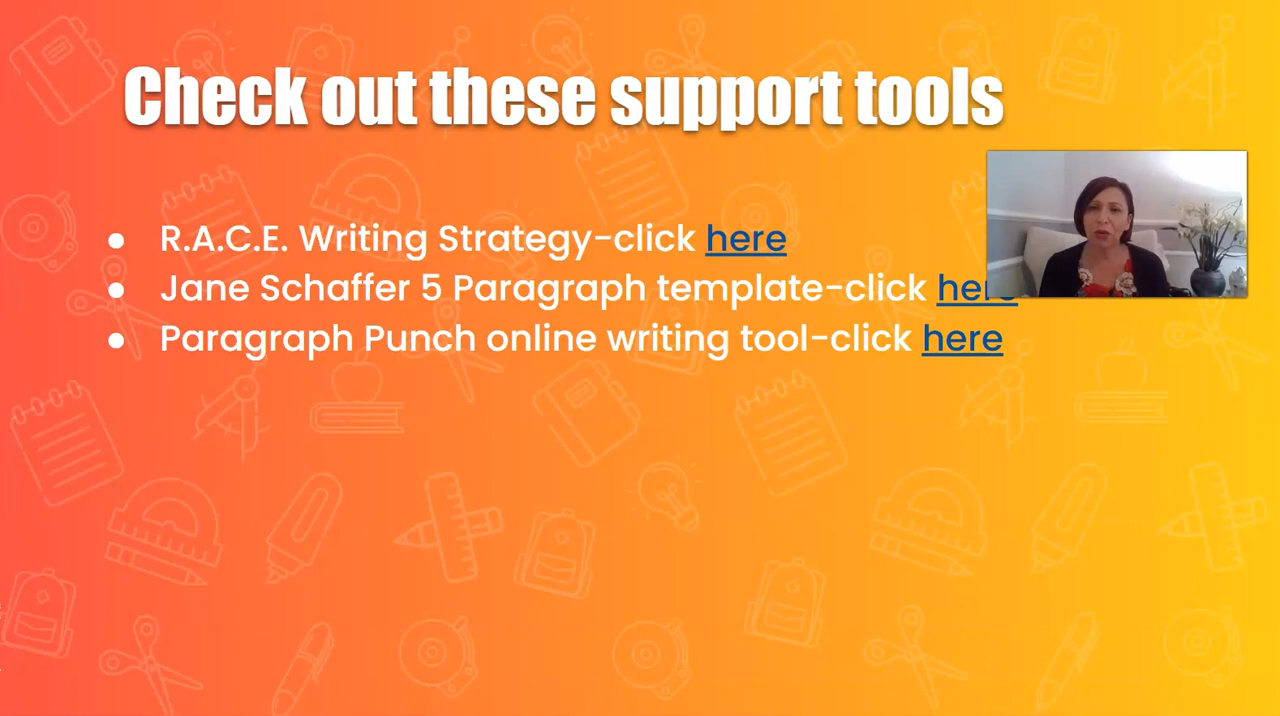 Check out these support tools
● R.A.C.E. Writing Strategy-click here
● Jane Schaffer 5 Paragraph template-click here
● Paragraph Punch online writing tool-click here